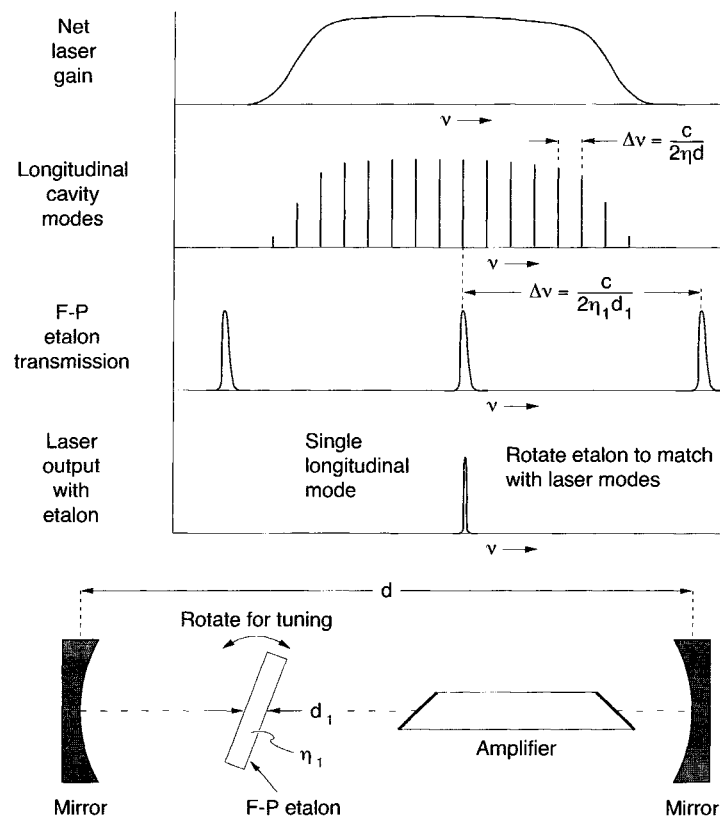 Net
laser
gain
ν →
Longitudinal
cavity
modes
Δν = c / 2ηd
ν →
F-P
etalon
transmission
Δν = c / 2η₁d₁
ν →
Laser
output
with
etalon
Single
longitudinal
mode
Rotate etalon to match
with laser modes
ν →
d
Rotate for tuning
d₁
η₁
Amplifier
Mirror
F-P etalon
Mirror